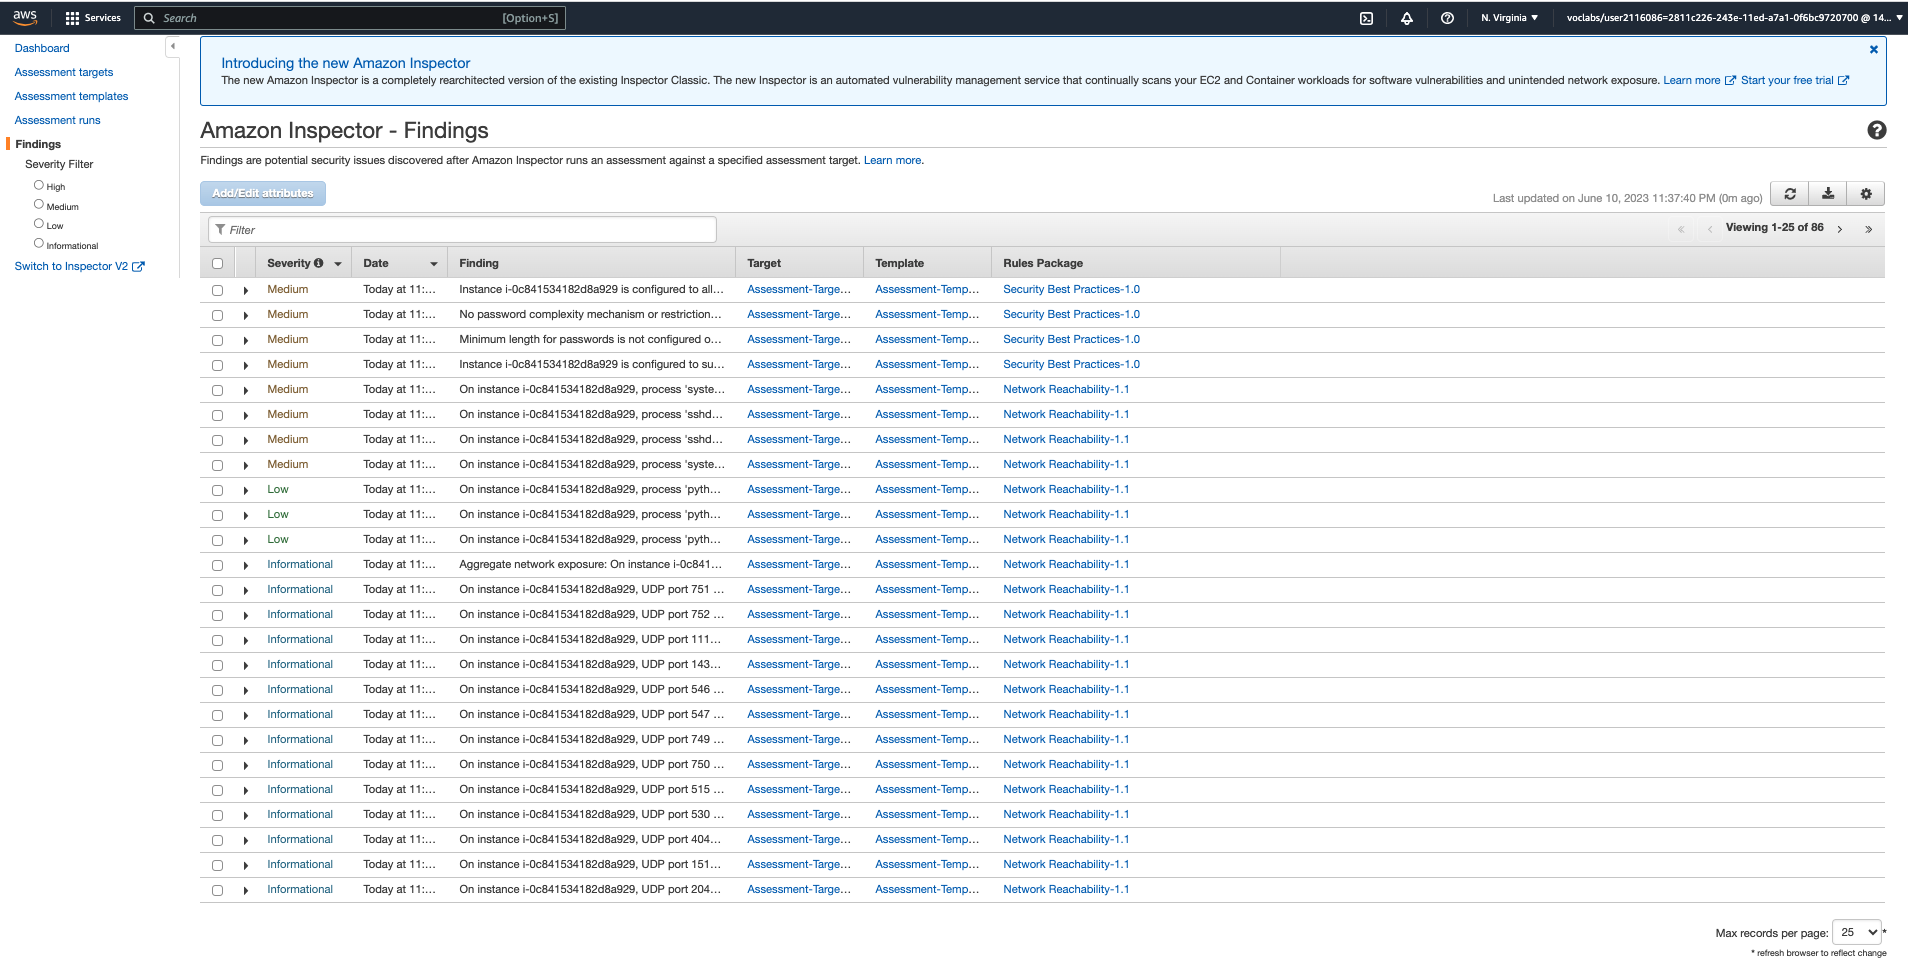 aws Services Search [Option+S] N. Virginia voclabs/user2116086=2811c226-243e-11ed-a7a1-0f6bc9720700 @ 14...
Dashboard
Assessment targets
Assessment templates
Assessment runs
Findings
Severity Filter
High
Medium
Low
Informational
Switch to Inspector V2
Introducing the new Amazon Inspector
The new Amazon Inspector is a completely rearchitected version of the existing Inspector Classic. The new Inspector is an automated vulnerability management service that continually scans your EC2 and Container workloads for software vulnerabilities and unintended network exposure. Learn more Start your free trial
Amazon Inspector - Findings
Findings are potential security issues discovered after Amazon Inspector runs an assessment against a specified assessment target. Learn more.
Add/Edit attributes
Last updated on June 10, 2023 11:37:40 PM (0m ago)
Filter
Viewing 1-25 of 86
Severity Date Finding Target Template Rules Package
Medium Today at 11:... Instance i-0c841534182d8a929 is configured to all... Assessment-Targe... Assessment-Temp... Security Best Practices-1.0
Medium Today at 11:... No password complexity mechanism or restriction... Assessment-Targe... Assessment-Temp... Security Best Practices-1.0
Medium Today at 11:... Minimum length for passwords is not configured o... Assessment-Targe... Assessment-Temp... Security Best Practices-1.0
Medium Today at 11:... Instance i-0c841534182d8a929 is configured to su... Assessment-Targe... Assessment-Temp... Security Best Practices-1.0
Medium Today at 11:... On instance i-0c841534182d8a929, process 'syste... Assessment-Targe... Assessment-Temp... Network Reachability-1.1
Medium Today at 11:... On instance i-0c841534182d8a929, process 'sshd... Assessment-Targe... Assessment-Temp... Network Reachability-1.1
Medium Today at 11:... On instance i-0c841534182d8a929, process 'sshd... Assessment-Targe... Assessment-Temp... Network Reachability-1.1
Medium Today at 11:... On instance i-0c841534182d8a929, process 'syste... Assessment-Targe... Assessment-Temp... Network Reachability-1.1
Low Today at 11:... On instance i-0c841534182d8a929, process 'pyth... Assessment-Targe... Assessment-Temp... Network Reachability-1.1
Low Today at 11:... On instance i-0c841534182d8a929, process 'pyth... Assessment-Targe... Assessment-Temp... Network Reachability-1.1
Low Today at 11:... On instance i-0c841534182d8a929, process 'pyth... Assessment-Targe... Assessment-Temp... Network Reachability-1.1
Informational Today at 11:... Aggregate network exposure: On instance i-0c841... Assessment-Targe... Assessment-Temp... Network Reachability-1.1
Informational Today at 11:... On instance i-0c841534182d8a929, UDP port 751 ... Assessment-Targe... Assessment-Temp... Network Reachability-1.1
Informational Today at 11:... On instance i-0c841534182d8a929, UDP port 752 ... Assessment-Targe... Assessment-Temp... Network Reachability-1.1
Informational Today at 11:... On instance i-0c841534182d8a929, UDP port 111... Assessment-Targe... Assessment-Temp... Network Reachability-1.1
Informational Today at 11:... On instance i-0c841534182d8a929, UDP port 143... Assessment-Targe... Assessment-Temp... Network Reachability-1.1
Informational Today at 11:... On instance i-0c841534182d8a929, UDP port 546 ... Assessment-Targe... Assessment-Temp... Network Reachability-1.1
Informational Today at 11:... On instance i-0c841534182d8a929, UDP port 547 ... Assessment-Targe... Assessment-Temp... Network Reachability-1.1
Informational Today at 11:... On instance i-0c841534182d8a929, UDP port 749 ... Assessment-Targe... Assessment-Temp... Network Reachability-1.1
Informational Today at 11:... On instance i-0c841534182d8a929, UDP port 750 ... Assessment-Targe... Assessment-Temp... Network Reachability-1.1
Informational Today at 11:... On instance i-0c841534182d8a929, UDP port 515 ... Assessment-Targe... Assessment-Temp... Network Reachability-1.1
Informational Today at 11:... On instance i-0c841534182d8a929, UDP port 530 ... Assessment-Targe... Assessment-Temp... Network Reachability-1.1
Informational Today at 11:... On instance i-0c841534182d8a929, UDP port 404... Assessment-Targe... Assessment-Temp... Network Reachability-1.1
Informational Today at 11:... On instance i-0c841534182d8a929, UDP port 151... Assessment-Targe... Assessment-Temp... Network Reachability-1.1
Informational Today at 11:... On instance i-0c841534182d8a929, UDP port 204... Assessment-Targe... Assessment-Temp... Network Reachability-1.1
Max records per page: 25 *
* refresh browser to reflect change